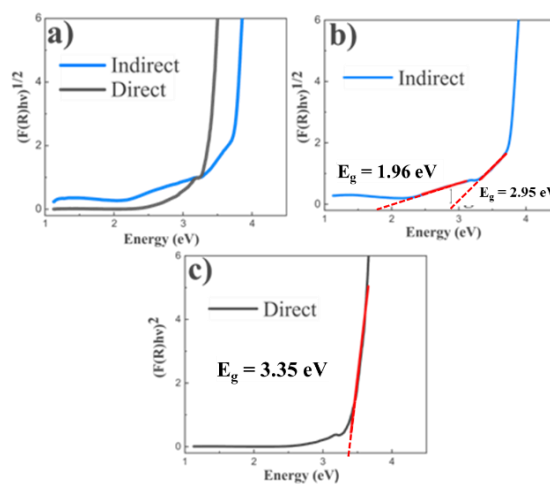 a)
Indirect
Direct
(F(R)hν)1/2
6
4
2
0
1
2
3
4
Energy (eV)
b)
Indirect
(F(R)hν)1/2
6
4
2
0
Eg = 1.96 eV
Eg = 2.95 eV
1
2
3
4
Energy (eV)
c)
Direct
(F(R)hν)2
6
4
2
0
Eg = 3.35 eV
1
2
3
4
Energy (eV)